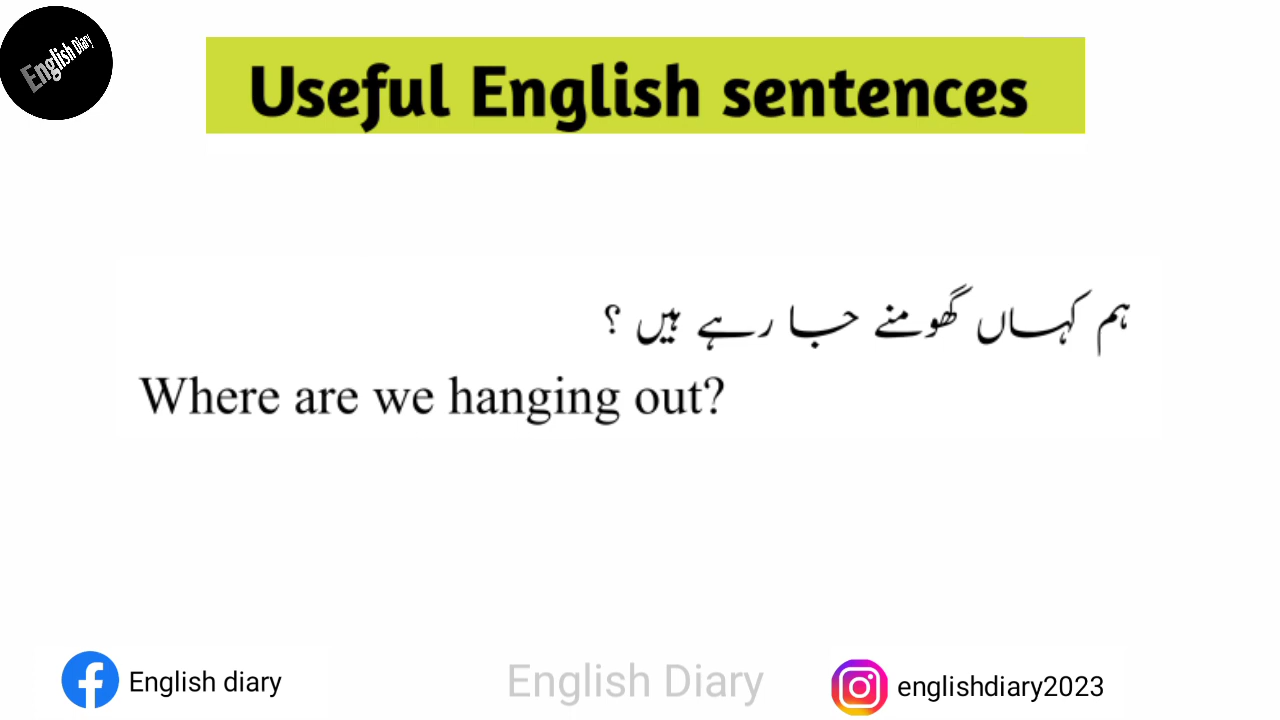 English Diary
Useful English sentences
ہم کہاں گھومنے جا رہے ہیں ؟
Where are we hanging out?
English diary
English Diary
englishdiary2023